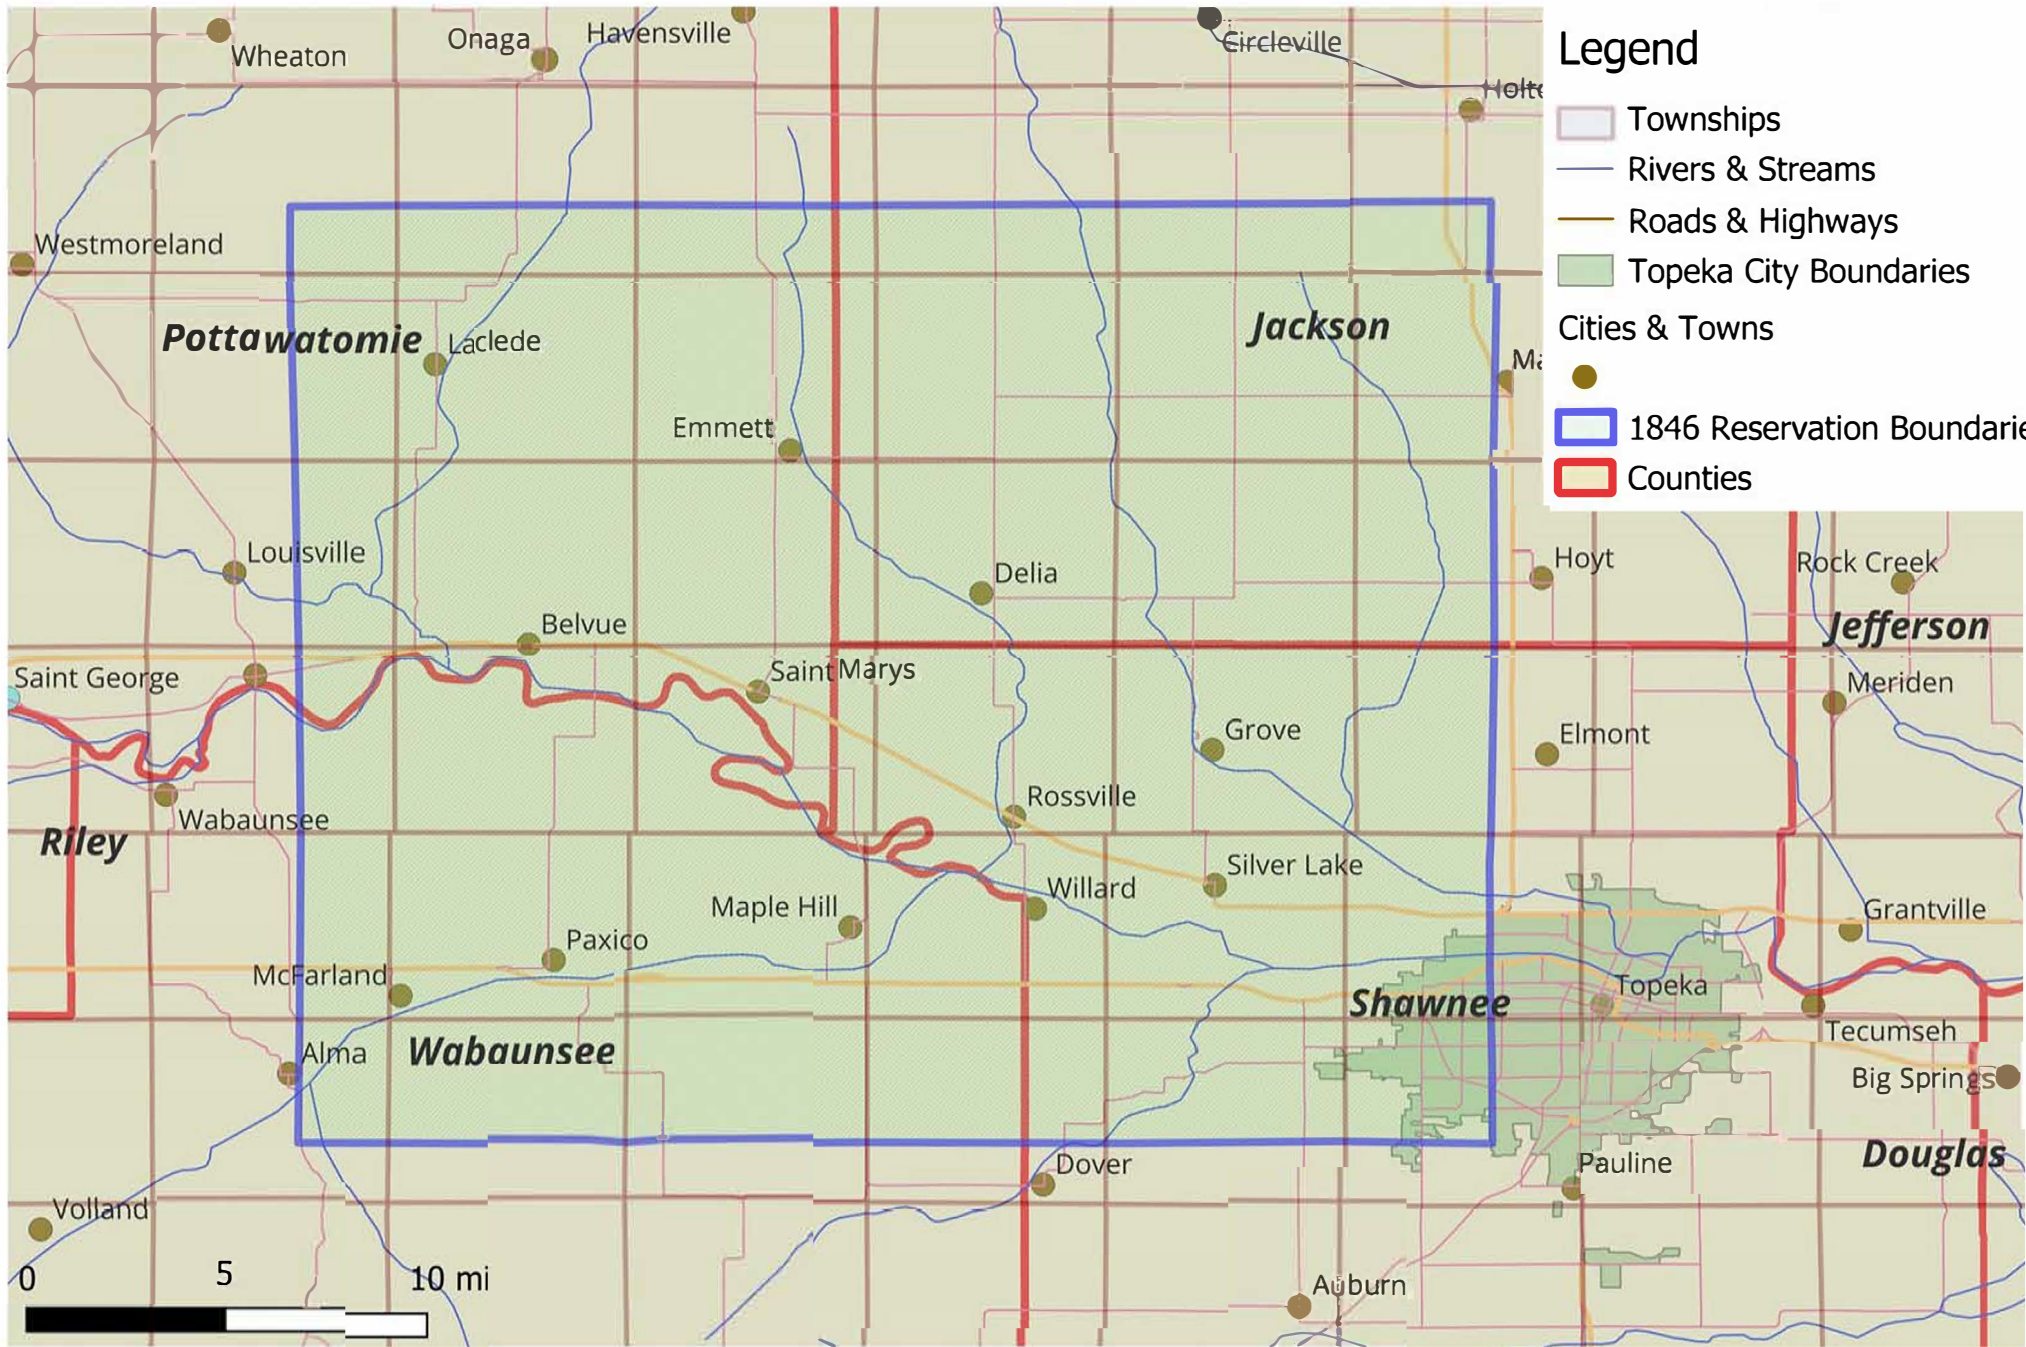 Wheaton
Onaga
Havensville
Circleville
Holt
Legend
Townships
Rivers & Streams
Roads & Highways
Topeka City Boundaries
Cities & Towns
1846 Reservation Boundarie
Counties
Westmoreland
Pottawatomie
Laclede
Jackson
Ma
Emmett
Louisville
Delia
Hoyt
Rock Creek
Belvue
Jefferson
Saint George
Saint Marys
Meriden
Grove
Elmont
Rossville
Wabaunsee
Riley
Silver Lake
Willard
Maple Hill
Grantville
Paxico
McFarland
Topeka
Shawnee
Tecumseh
Alma
Wabaunsee
Big Springs
Dover
Pauline
Douglas
Volland
0 5 10 mi
Auburn